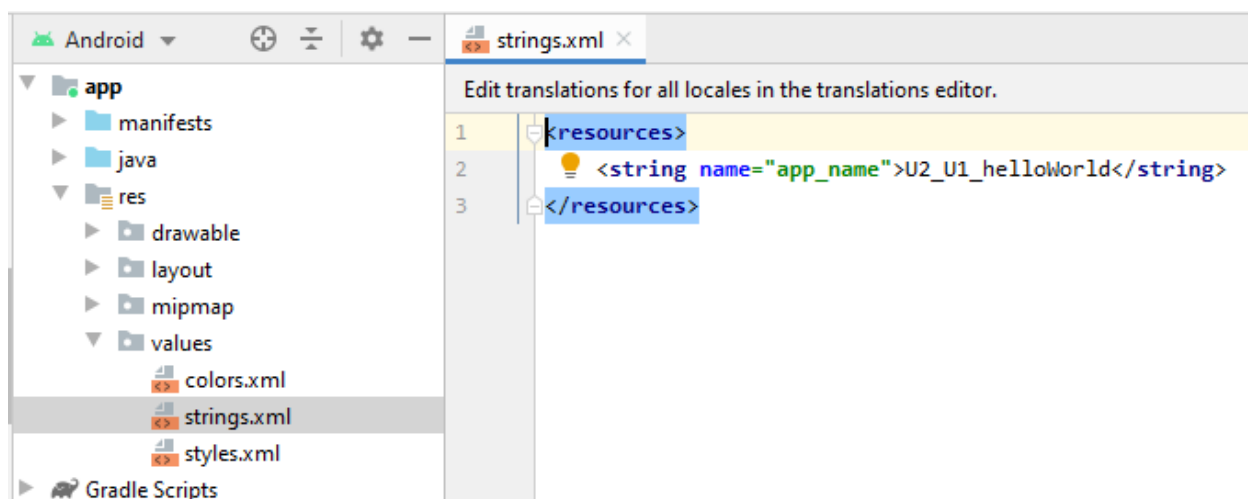 Android
app
manifests
java
res
drawable
layout
mipmap
values
colors.xml
strings.xml
styles.xml
Gradle Scripts
strings.xml
Edit translations for all locales in the translations editor.
1 <resources>
2 <string name="app_name">U2_U1_helloWorld</string>
3 </resources>